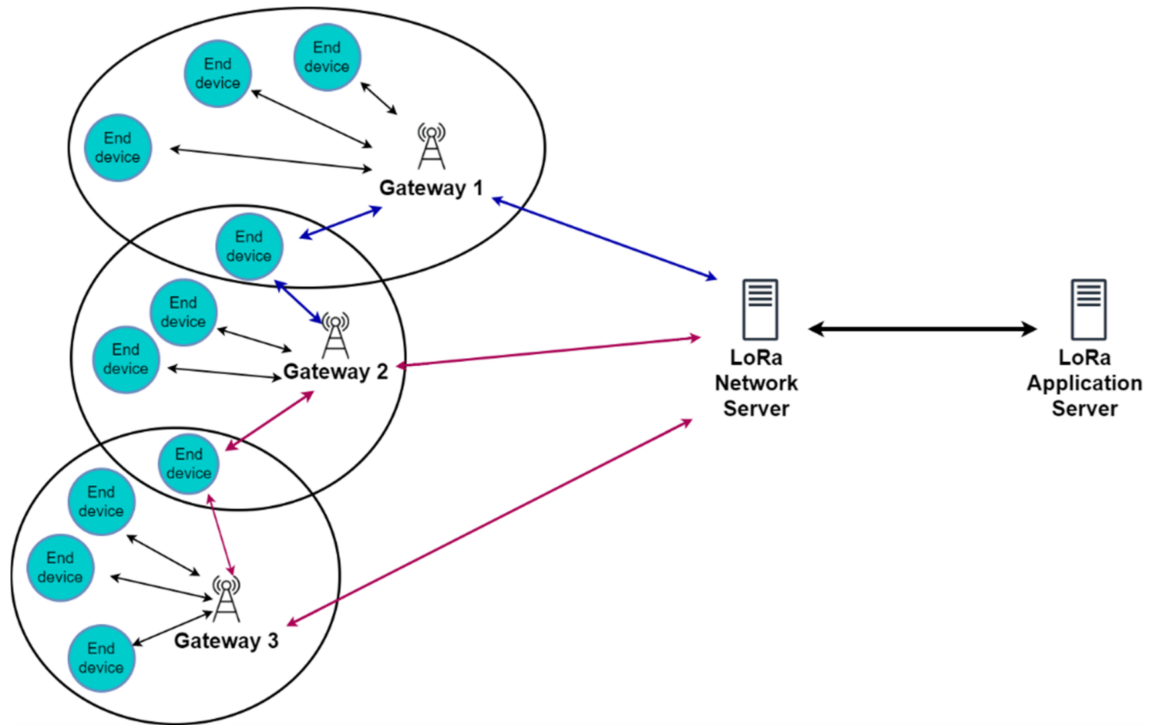 End
device
End
device
End
device
Gateway 1
End
device
End
device
End
device
Gateway 2
LoRa
Network
Server
LoRa
Application
Server
End
device
End
device
End
device
End
device
Gateway 3